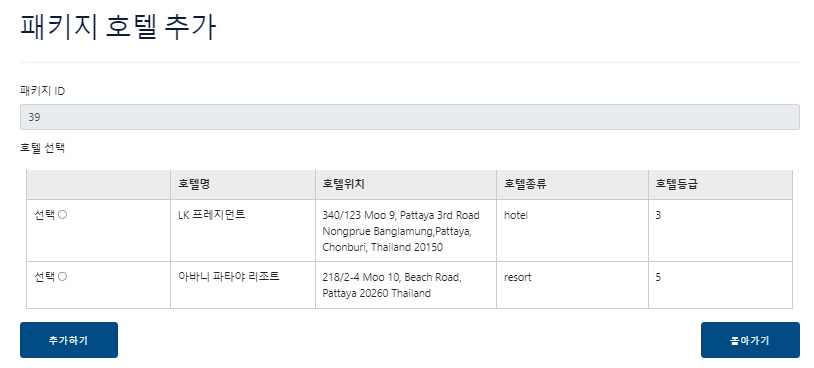 패키지 호텔 추가
패키지 ID
39
호텔 선택
호텔명 호텔위치 호텔종류 호텔등급
선택 LK 프레지던트 340/123 Moo 9, Pattaya 3rd Road hotel 3
Nongprue Banglamung,Pattaya,
Chonburi, Thailand 20150
선택 아바니 파타야 리조트 218/2-4 Moo 10, Beach Road, resort 5
Pattaya 20260 Thailand
추가하기 돌아가기